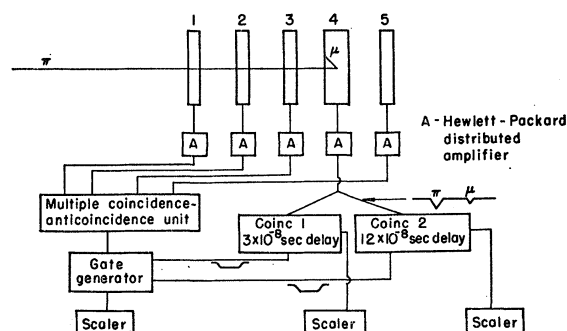 1 2 3 4 5
π
μ
A A A A A
A - Hewlett - Packard
distributed
amplifier
π μ
Multiple coincidence-
anticoincidence unit
Coinc 1
3x10⁻⁸sec delay
Coinc 2
12x10⁻⁸sec delay
Gate
generator
Scaler Scaler Scaler